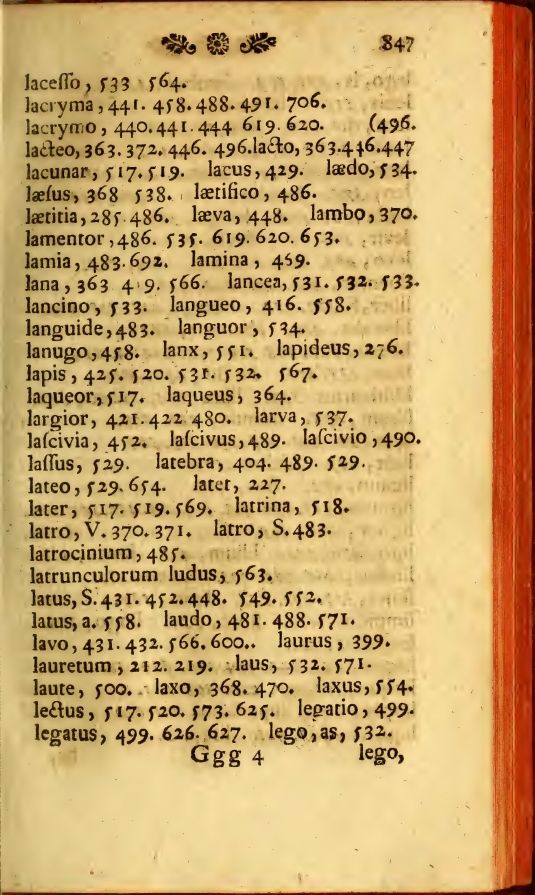 847
laceſſo, 533 564.
lacryma, 441. 458. 488. 491. 706.
lacrymo, 440. 441. 444 619. 620. (496.
lacteo, 363. 372. 446. 496. lacto, 363. 446. 447
lacunar, 517. 519. lacus, 429. lædo, 534.
læſus, 368 538. lætifico, 486.
lætitia, 285 486. læva, 448. lambo, 370.
lamentor, 486. 535. 619. 620. 653.
lamia, 483. 692. lamina, 459.
lana, 363 4 9. 566. lancea, 531. 532. 533.
lancino, 533. langueo, 416. 558.
languide, 483. languor, 534.
lanugo, 458. lanx, 551. lapideus, 276.
lapis, 425. 520. 531. 532. 567.
laqueor, 517. laqueus, 364.
largior, 421. 422 480. larva, 537.
laſcivia, 452. laſcivus, 489. laſcivio, 490.
laſſus, 529. latebra, 404. 489. 529.
lateo, 529. 654. latet, 227.
later, 517. 519. 569. latrina, 518.
latro, V. 370. 371. latro, S. 483.
latrocinium, 485.
latrunculorum ludus, 563.
latus, S. 431. 452. 448. 549. 552.
latus, a. 558. laudo, 481. 488. 571.
lavo, 431. 432. 566. 600.. laurus, 399.
lauretum, 212. 219. laus, 532. 571.
laute, 500. laxo, 368. 470. laxus, 554.
lectus, 517. 520. 573. 625. legatio, 499.
legatus, 499. 626. 627. lego, as, 532.
Ggg 4 lego,